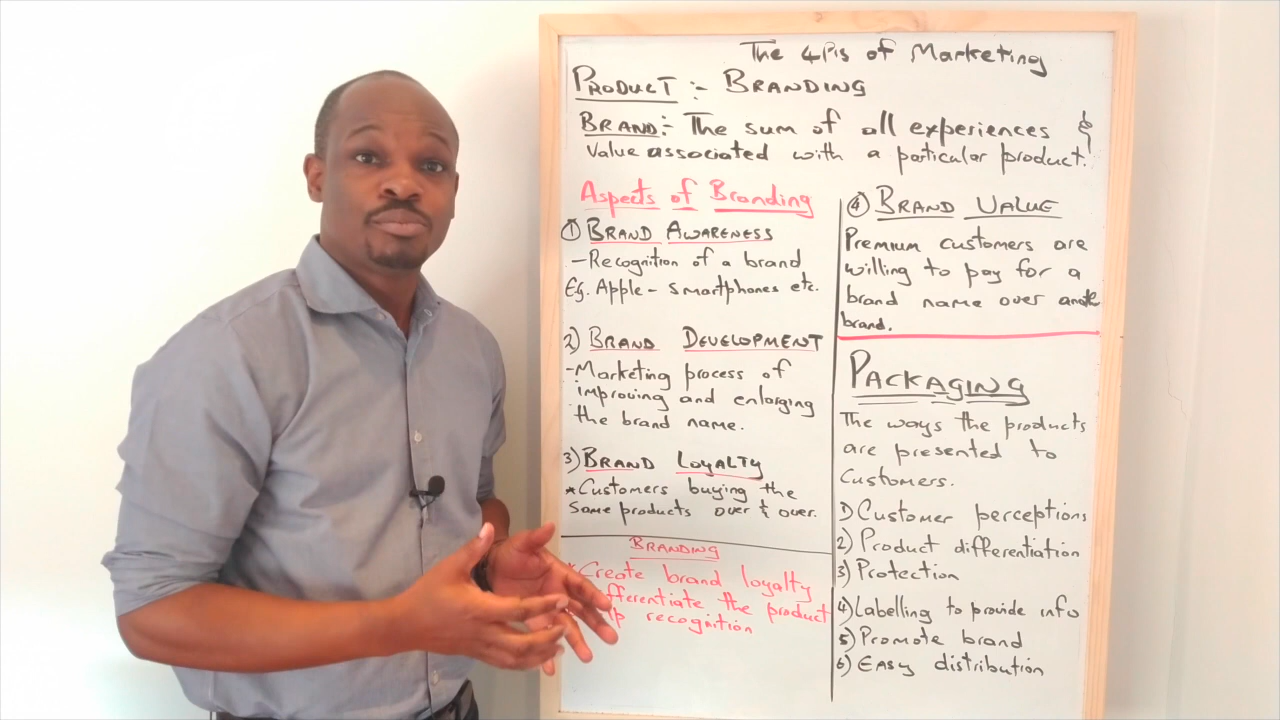 The 4P's of Marketing
PRODUCT :- BRANDING
BRAND:- The sum of all experiences &
Value associated with a particular product.
Aspects of Branding
① BRAND AWARENESS
- Recognition of a brand
Eg. Apple - Smartphones etc.
2) BRAND DEVELOPMENT
- Marketing process of
improving and enlarging
the brand name.
3) BRAND LOYALTY
* Customers buying the
same products over & over.
BRANDING
* Create brand loyalty
the product
recognition
④ BRAND VALUE
Premium customers are
willing to pay for a
brand name over
brand.
PACKAGING
The ways the products
are presented to
Customers.
1) Customer perceptions
2) Product differentiation
3) Protection
4) Labelling to provide info
5) Promote brand
6) Easy distribution